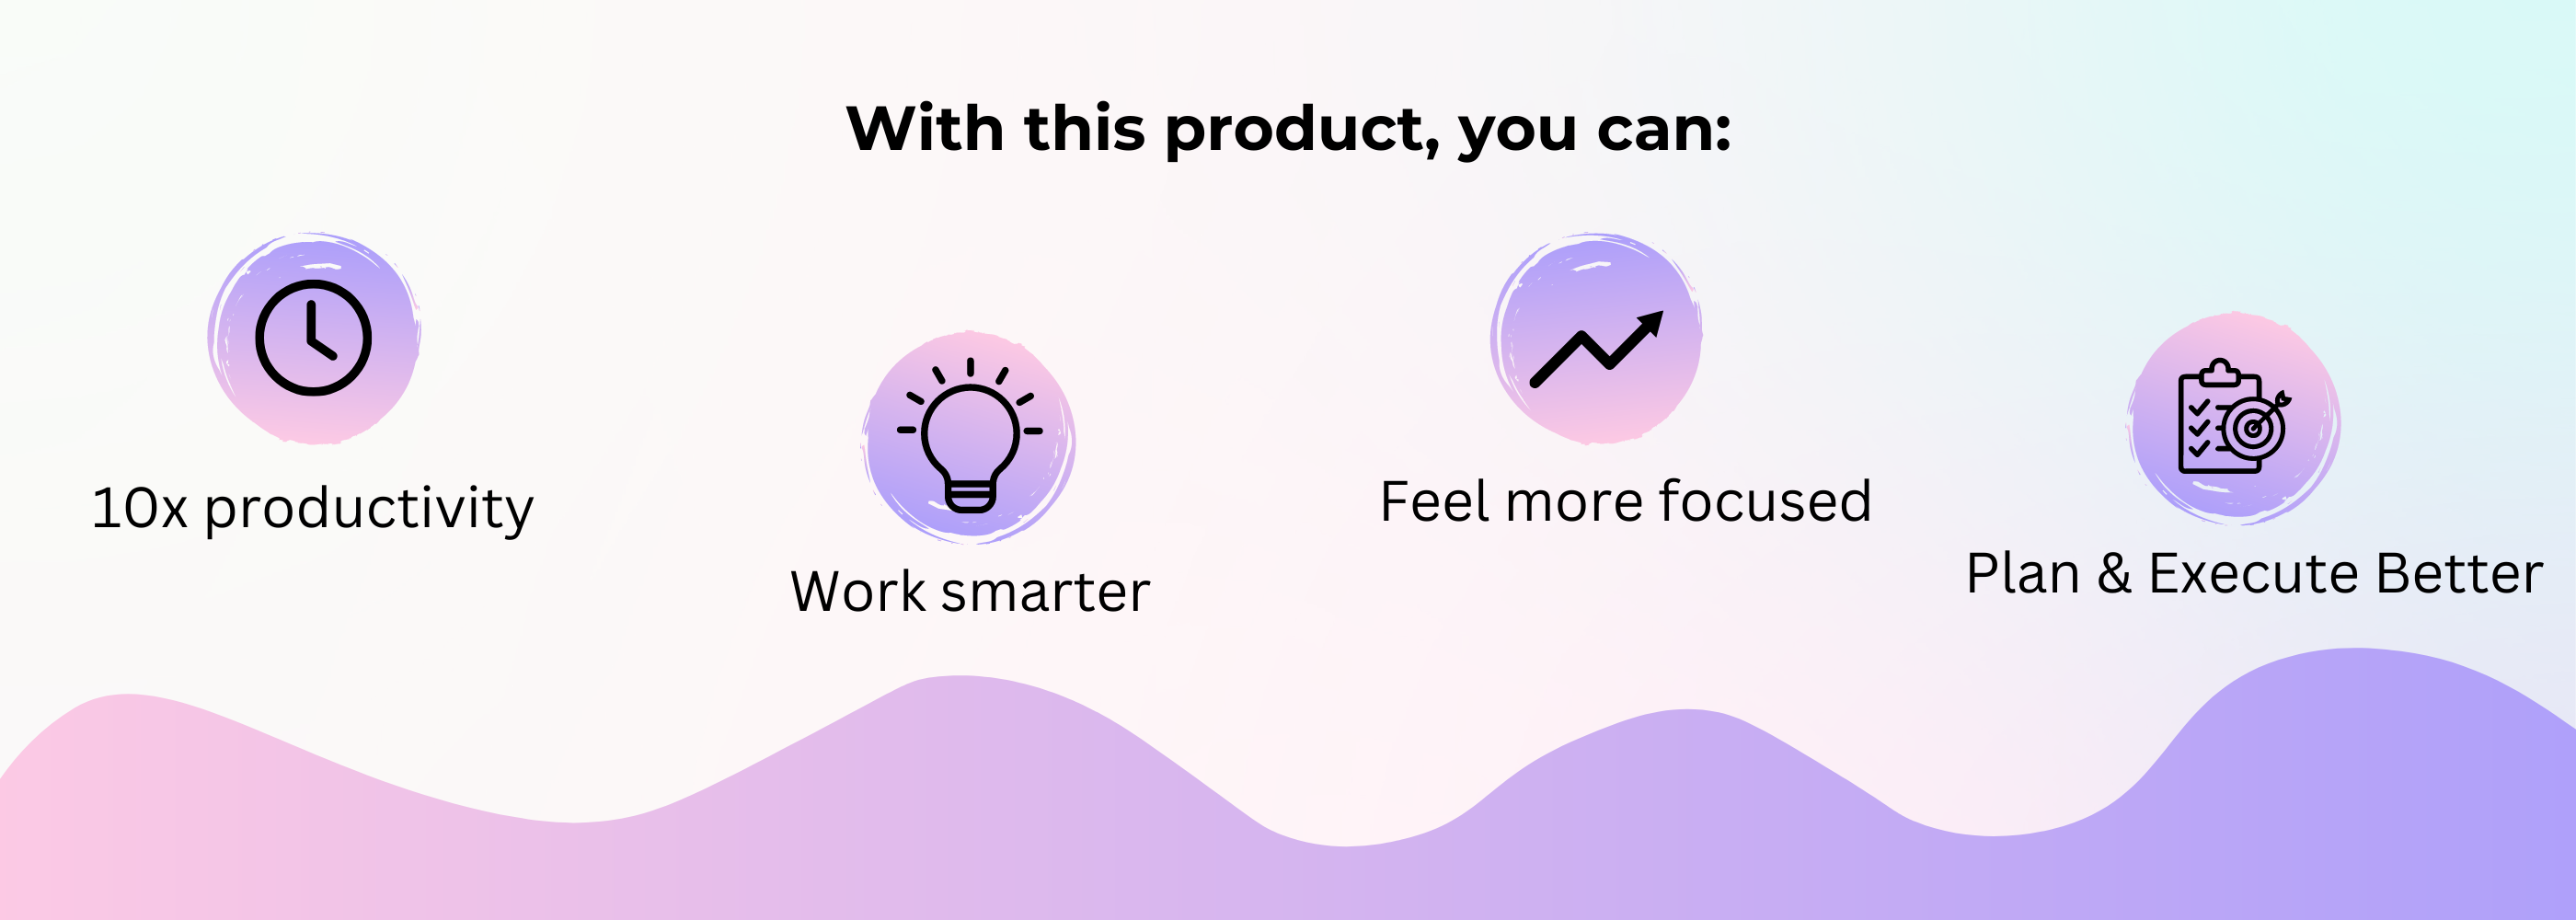 With this product, you can:
10x productivity
Work smarter
Feel more focused
Plan & Execute Better